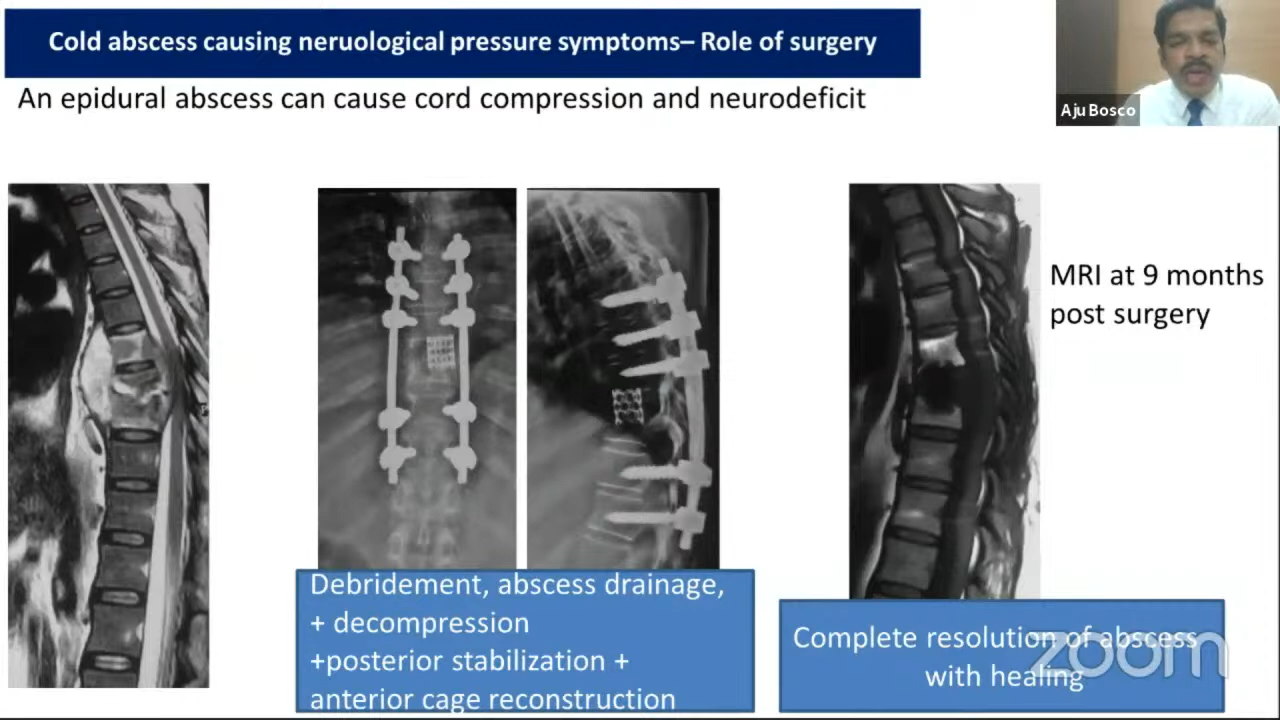 Cold abscess causing neruological pressure symptoms– Role of surgery
An epidural abscess can cause cord compression and neurodeficit
Aju Bosco
MRI at 9 months
post surgery
Debridement, abscess drainage,
+ decompression
+posterior stabilization +
anterior cage reconstruction
Complete resolution of abscess
with healing
zoom